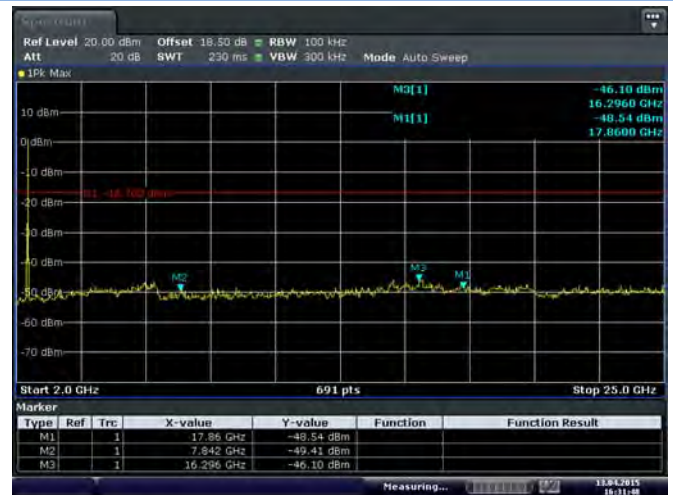 Spectrum
Ref Level 20.00 dBm Offset 18.50 dB RBW 100 kHz
Att 20 dB SWT 230 ms VBW 300 kHz Mode Auto Sweep
1Pk Max
M3[1] -46.10 dBm
16.2960 GHz
M1[1] -48.54 dBm
17.8600 GHz
10 dBm
0 dBm
-10 dBm
-20 dBm
-30 dBm
-40 dBm
M2
M3
M1
-50 dBm
-60 dBm
-70 dBm
Start 2.0 GHz 691 pts Stop 25.0 GHz
Marker
Type Ref Trc X-value Y-value Function Function Result
M1 1 17.86 GHz -48.54 dBm
M2 1 7.842 GHz -49.41 dBm
M3 1 16.296 GHz -46.10 dBm
Measuring... 13.04.2015
16:31:48